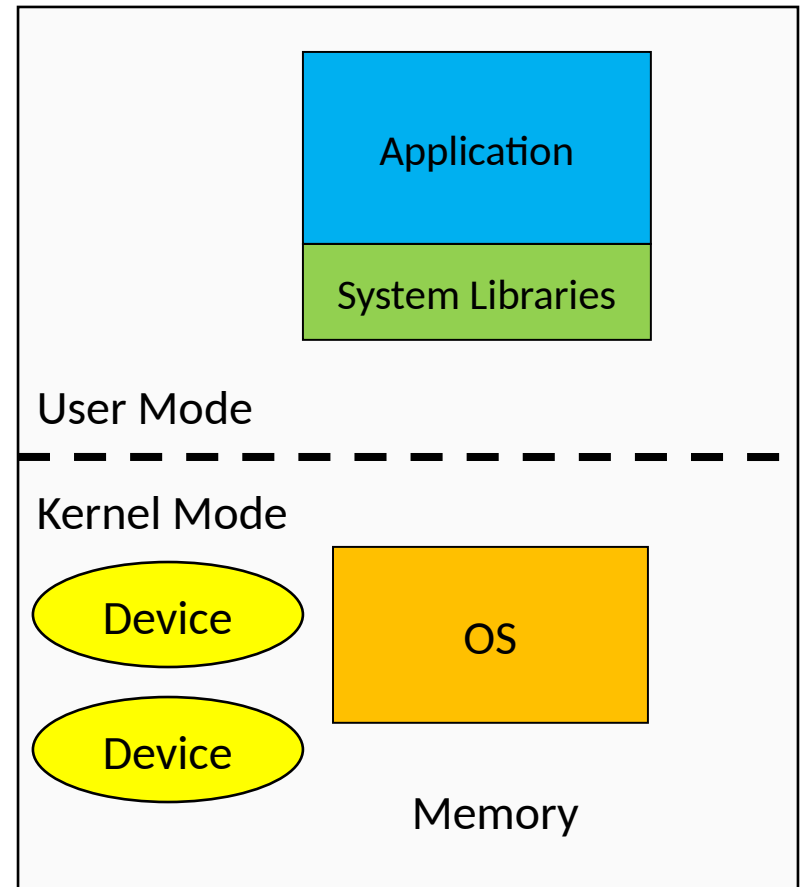 Application
System Libraries
User Mode
Kernel Mode
Device
OS
Device
Memory